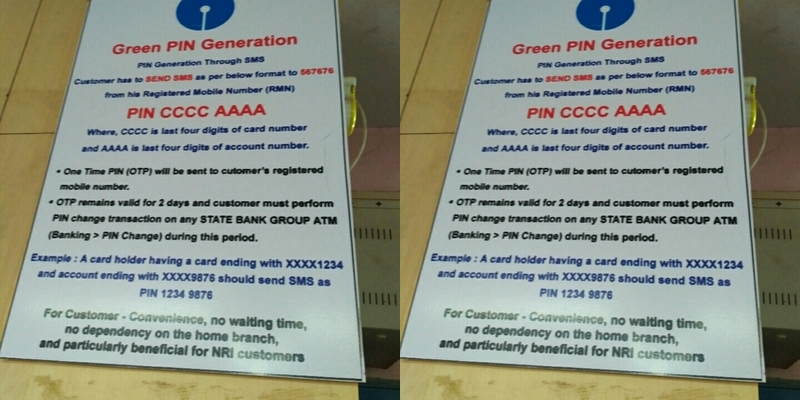 Green PIN Generation
PIN Generation Through SMS
Customer has to SEND SMS as per below format to 567676
from his Registered Mobile Number (RMN)
PIN CCCC AAAA
Where, CCCC is last four digits of card number
and AAAA is last four digits of account number.
• One Time PIN (OTP) will be sent to cutomer's registered
mobile number.
• OTP remains valid for 2 days and customer must perform
PIN change transaction on any STATE BANK GROUP ATM
(Banking > PIN Change) during this period.
Example : A card holder having a card ending with XXXX1234
and account ending with XXXX9876 should send SMS as
PIN 1234 9876
For Customer - Convenience, no waiting time,
no dependency on the home branch,
and particularly beneficial for NRI customers
Green PIN Generation
PIN Generation Through SMS
Customer has to SEND SMS as per below format to 567676
from his Registered Mobile Number (RMN)
PIN CCCC AAAA
Where, CCCC is last four digits of card number
and AAAA is last four digits of account number.
• One Time PIN (OTP) will be sent to cutomer's registered
mobile number.
• OTP remains valid for 2 days and customer must perform
PIN change transaction on any STATE BANK GROUP ATM
(Banking > PIN Change) during this period.
Example : A card holder having a card ending with XXXX1234
and account ending with XXXX9876 should send SMS as
PIN 1234 9876
For Customer - Convenience, no waiting time,
no dependency on the home branch,
and particularly beneficial for NRI customers